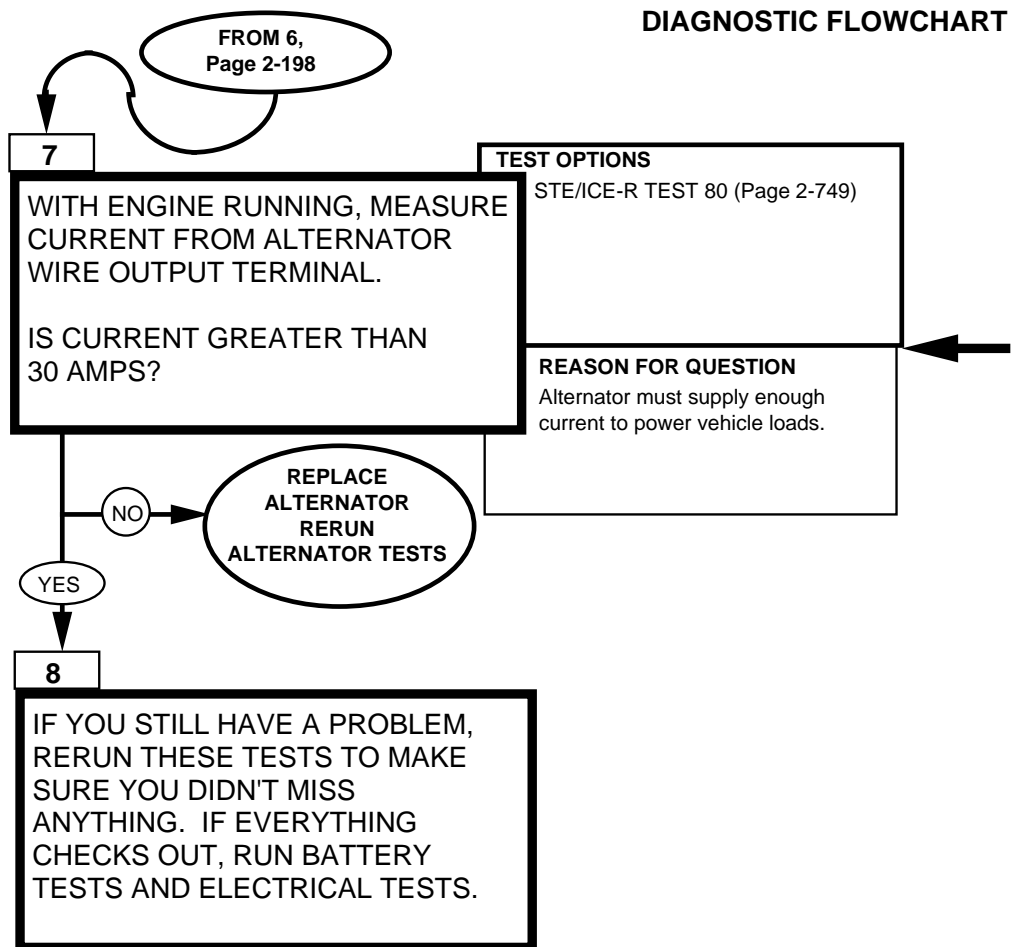 DIAGNOSTIC FLOWCHART
FROM 6,
Page 2-198
7
WITH ENGINE RUNNING, MEASURE
CURRENT FROM ALTERNATOR
WIRE OUTPUT TERMINAL.
IS CURRENT GREATER THAN
30 AMPS?
TEST OPTIONS
STE/ICE-R TEST 80 (Page 2-749)
REASON FOR QUESTION
Alternator must supply enough
current to power vehicle loads.
NO
REPLACE
ALTERNATOR
RERUN
ALTERNATOR TESTS
YES
8
IF YOU STILL HAVE A PROBLEM,
RERUN THESE TESTS TO MAKE
SURE YOU DIDN'T MISS
ANYTHING. IF EVERYTHING
CHECKS OUT, RUN BATTERY
TESTS AND ELECTRICAL TESTS.